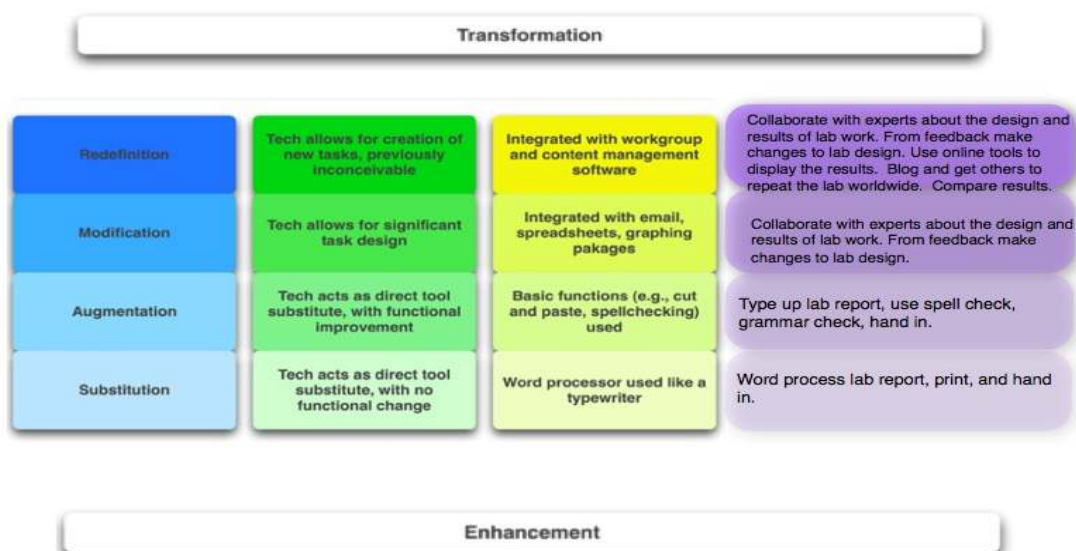 Transformation
Redefinition
Tech allows for creation of
new tasks, previously
inconceivable
Integrated with workgroup
and content management
software
Collaborate with experts about the design and
results of lab work. From feedback make
changes to lab design. Use online tools to
display the results. Blog and get others to
repeat the lab worldwide. Compare results.
Modification
Tech allows for significant
task design
Integrated with email,
spreadsheets, graphing
pakages
Collaborate with experts about the design and
results of lab work. From feedback make
changes to lab design.
Augmentation
Tech acts as direct tool
substitute, with functional
improvement
Basic functions (e.g., cut
and paste, spellchecking)
used
Type up lab report, use spell check,
grammar check, hand in.
Substitution
Tech acts as direct tool
substitute, with no
functional change
Word processor used like a
typewriter
Word process lab report, print, and hand
in.
Enhancement